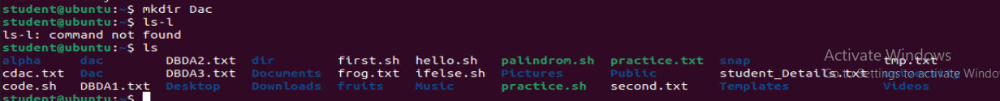 student@ubuntu:~$ mkdir Dac
student@ubuntu:~$ ls-l
ls-l: command not found
student@ubuntu:~$ ls
alpha dac DBDA2.txt dir first.sh hello.sh palindrom.sh practice.txt snap tmp.txt
cdac.txt Dac DBDA3.txt Documents frog.txt ifelse.sh Pictures Public student_Details.txt
code.sh DBDA1.txt Desktop Downloads fruits Music practice.sh second.txt Templates Videos
student@ubuntu:~$
Activate Windows
Go to Settings to activate Windo